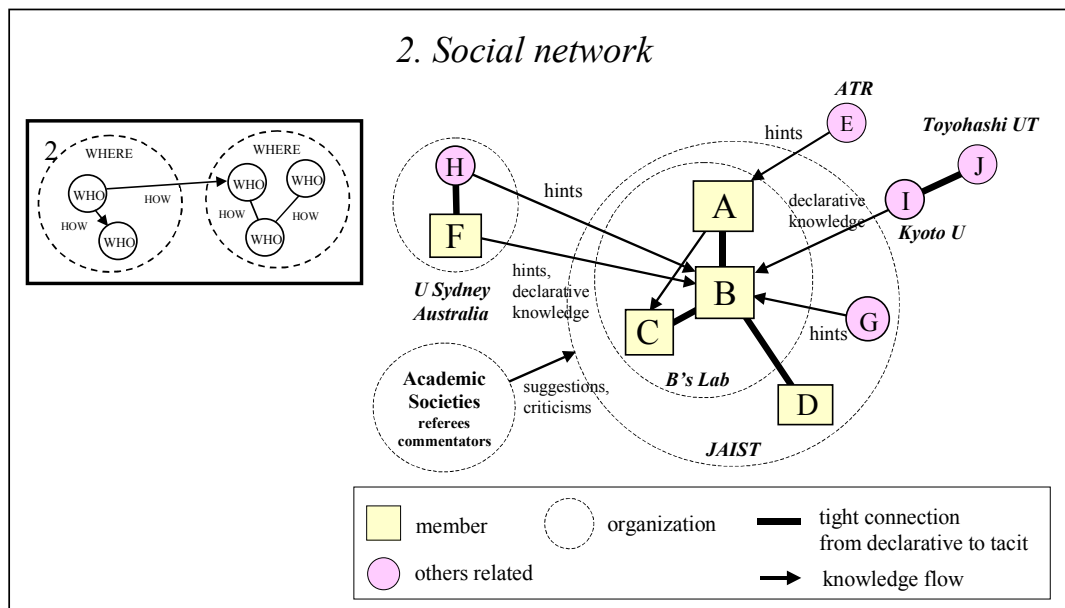 2. Social network
2
WHERE
WHO
HOW
HOW
WHO
WHERE
WHO
WHO
HOW
HOW
WHO
H
F
U Sydney
Australia
hints
hints,
declarative
knowledge
Academic
Societies
referees
commentators
suggestions,
criticisms
ATR
E
hints
A
B
C
D
B's Lab
JAIST
declarative
knowledge
Toyohashi UT
J
I
Kyoto U
G
hints
member
others related
organization
tight connection
from declarative to tacit
knowledge flow